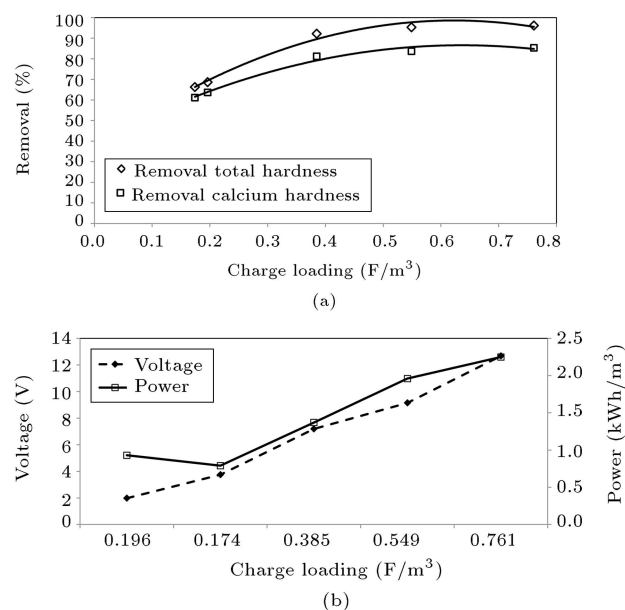 100
90
80
70
60
90
40
30
20
10
0
Removal (%)
Removal total hardness
Removal calcium hardness
0.0 0.1 0.2 0.3 0.4 0.5 0.6 0.7 0.8
Charge loading (F/m³)
(a)
14
12
10
8
6
4
2
0
Voltage (V)
Voltage
Power
2.5
2.0
1.5
1.0
0.5
0.0
Power (kWh/m³)
0.196 0.174 0.385 0.549 0.761
Charge loading (F/m³)
(b)